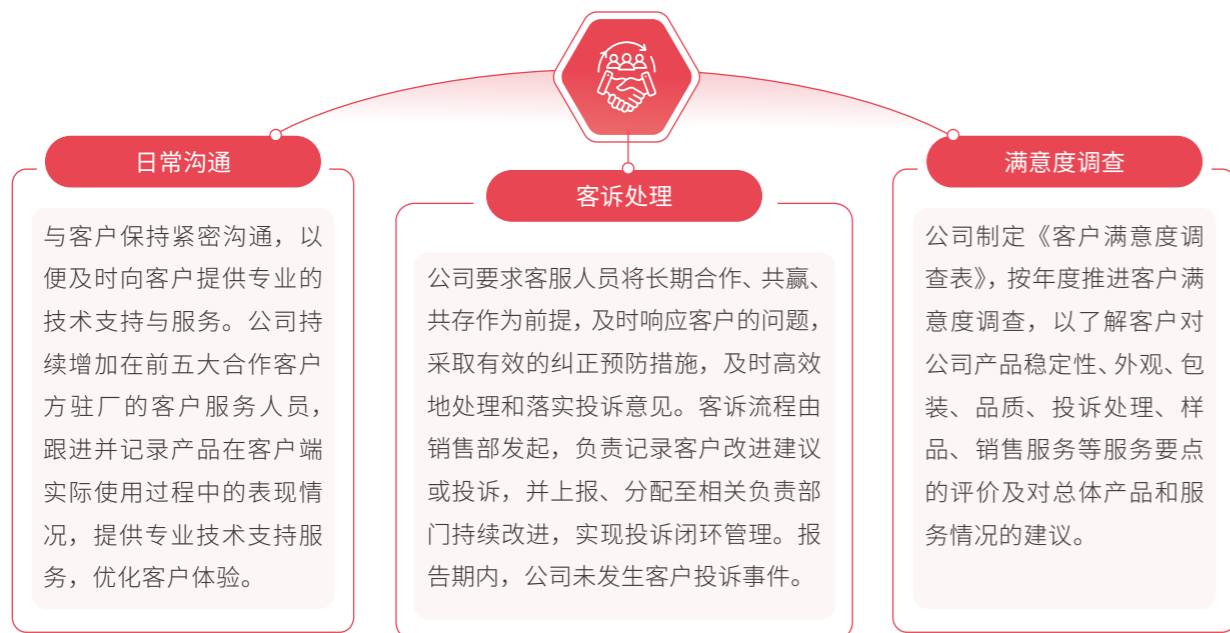 日常沟通
与客户保持紧密沟通，以
便及时向客户提供专业的
技术支持与服务。公司持
续增加在前五大合作客户
方驻厂的客户服务人员，
跟进并记录产品在客户端
实际使用过程中的表现情
况，提供专业技术支持服
务，优化客户体验。
客诉处理
公司要求客服人员将长期合作、共赢、
共存作为前提，及时响应客户的问题，
采取有效的纠正预防措施，及时高效
地处理和落实投诉意见。客诉流程由
销售部发起，负责记录客户改进建议
或投诉，并上报、分配至相关负责部
门持续改进，实现投诉闭环管理。报
告期内，公司未发生客户投诉事件。
满意度调查
公司制定《客户满意度调
查表》，按年度推进客户满
意度调查，以了解客户对
公司产品稳定性、外观、包
装、品质、投诉处理、样
品、销售服务等服务要点
的评价及对总体产品和服
务情况的建议。